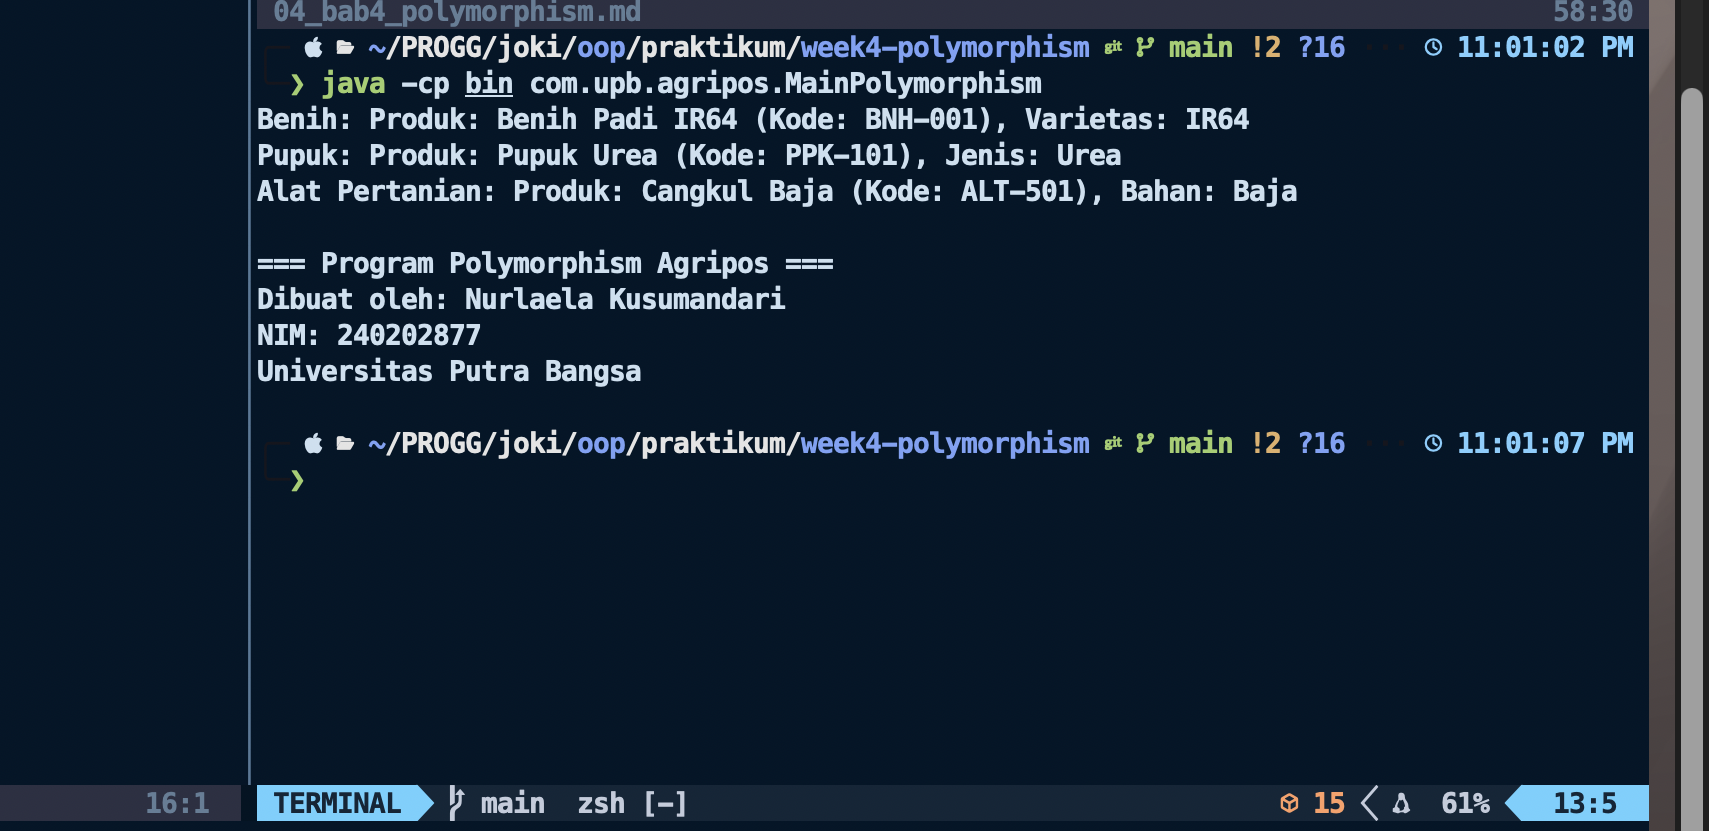 04_bab4_polymorphism.md 58:30
~/PROGG/joki/oop/praktikum/week4-polymorphism git main !2 ?16 11:01:02 PM
❯ java -cp bin com.upb.agripos.MainPolymorphism
Benih: Produk: Benih Padi IR64 (Kode: BNH-001), Varietas: IR64
Pupuk: Produk: Pupuk Urea (Kode: PPK-101), Jenis: Urea
Alat Pertanian: Produk: Cangkul Baja (Kode: ALT-501), Bahan: Baja
=== Program Polymorphism Agripos ===
Dibuat oleh: Nurlaela Kusumandari
NIM: 240202877
Universitas Putra Bangsa
~/PROGG/joki/oop/praktikum/week4-polymorphism git main !2 ?16 11:01:07 PM
❯
16:1 TERMINAL main zsh [-] 15 61% 13:5